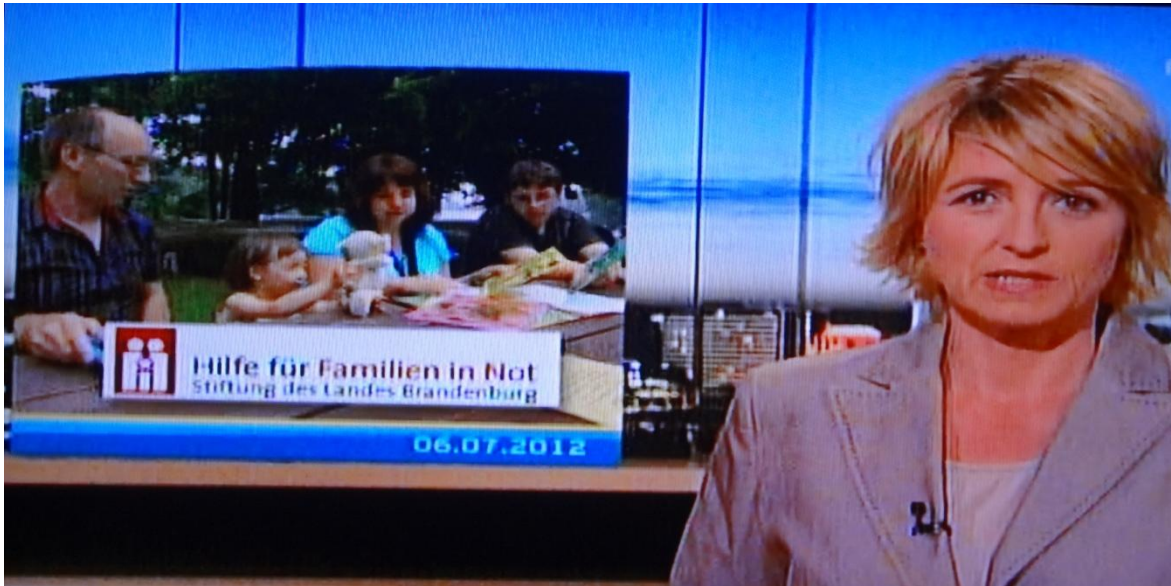 Hilfe für Familien in Not
Stiftung des Landes Brandenburg
06.07.2012